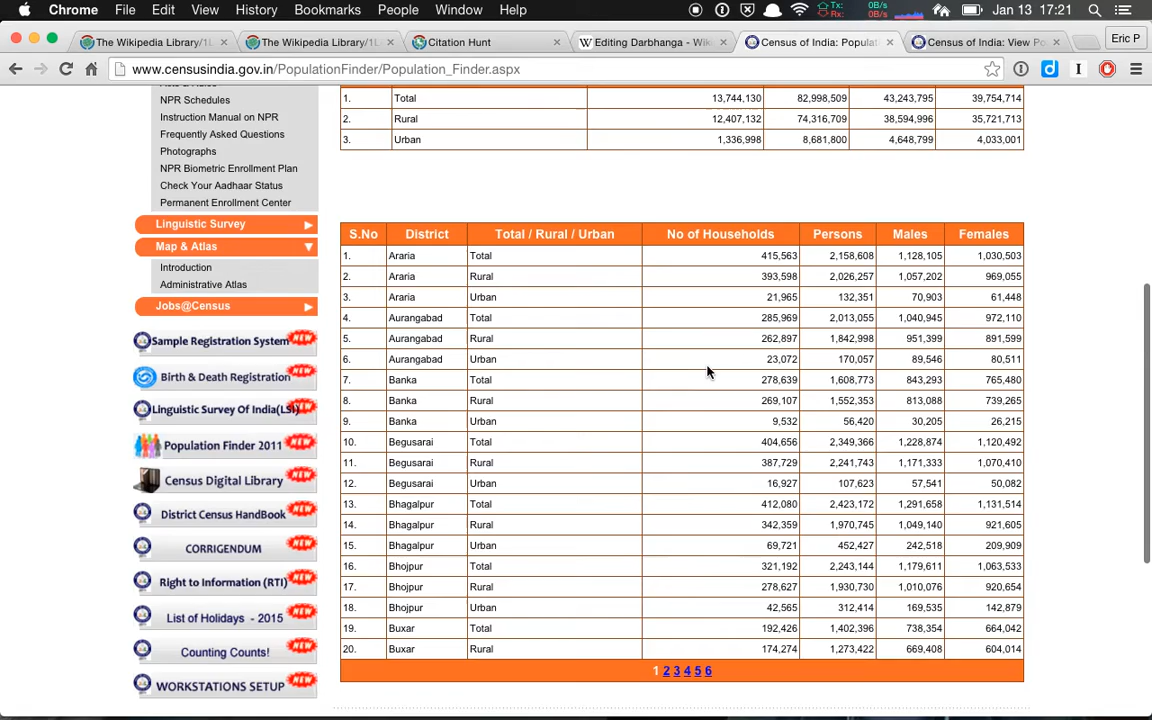 Chrome File Edit View History Bookmarks People Window Help Tx: 0B/s Rx: 0B/s Jan 13 17:21
The Wikipedia Library/1L × The Wikipedia Library/1L × Citation Hunt × Editing Darbhanga - Wiki × Census of India: Populat × Census of India: View Po × Eric P
www.censusindia.gov.in/PopulationFinder/Population_Finder.aspx
NPR Schedules
Instruction Manual on NPR
Frequently Asked Questions
Photographs
NPR Biometric Enrollment Plan
Check Your Aadhaar Status
Permanent Enrollment Center
Linguistic Survey
Map & Atlas
Introduction
Administrative Atlas
Jobs@Census
Sample Registration System NEW
Birth & Death Registration NEW
Linguistic Survey Of India(LSI) NEW
Population Finder 2011 NEW
Census Digital Library NEW
District Census HandBook NEW
CORRIGENDUM NEW
Right to Information (RTI) NEW
List of Holidays - 2015 NEW
Counting Counts! NEW
WORKSTATIONS SETUP NEW
1. Total 13,744,130 82,998,509 43,243,795 39,754,714
2. Rural 12,407,132 74,316,709 38,594,996 35,721,713
3. Urban 1,336,998 8,681,800 4,648,799 4,033,001
S.No District Total / Rural / Urban No of Households Persons Males Females
1. Araria Total 415,563 2,158,608 1,128,105 1,030,503
2. Araria Rural 393,598 2,026,257 1,057,202 969,055
3. Araria Urban 21,965 132,351 70,903 61,448
4. Aurangabad Total 285,969 2,013,055 1,040,945 972,110
5. Aurangabad Rural 262,897 1,842,998 951,399 891,599
6. Aurangabad Urban 23,072 170,057 89,546 80,511
7. Banka Total 278,639 1,608,773 843,293 765,480
8. Banka Rural 269,107 1,552,353 813,088 739,265
9. Banka Urban 9,532 56,420 30,205 26,215
10. Begusarai Total 404,656 2,349,366 1,228,874 1,120,492
11. Begusarai Rural 387,729 2,241,743 1,171,333 1,070,410
12. Begusarai Urban 16,927 107,623 57,541 50,082
13. Bhagalpur Total 412,080 2,423,172 1,291,658 1,131,514
14. Bhagalpur Rural 342,359 1,970,745 1,049,140 921,605
15. Bhagalpur Urban 69,721 452,427 242,518 209,909
16. Bhojpur Total 321,192 2,243,144 1,179,611 1,063,533
17. Bhojpur Rural 278,627 1,930,730 1,010,076 920,654
18. Bhojpur Urban 42,565 312,414 169,535 142,879
19. Buxar Total 192,426 1,402,396 738,354 664,042
20. Buxar Rural 174,274 1,273,422 669,408 604,014
1 2 3 4 5 6